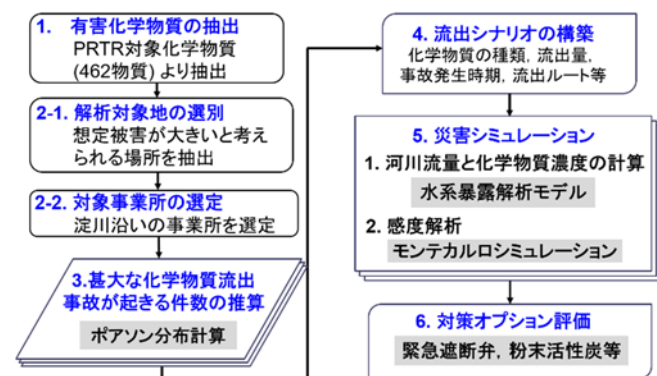 1. 有害化学物質の抽出
PRTR対象化学物質
(462物質) より抽出
2-1. 解析対象地の選別
想定被害が大きいと考え
られる場所を抽出
2-2. 対象事業所の選定
淀川沿いの事業所を選定
3.甚大な化学物質流出
事故が起きる件数の推算
ポアソン分布計算
4. 流出シナリオの構築
化学物質の種類, 流出量,
事故発生時期, 流出ルート等
5. 災害シミュレーション
1. 河川流量と化学物質濃度の計算
水系暴露解析モデル
2. 感度解析
モンテカルロシミュレーション
6. 対策オプション評価
緊急遮断弁, 粉末活性炭等